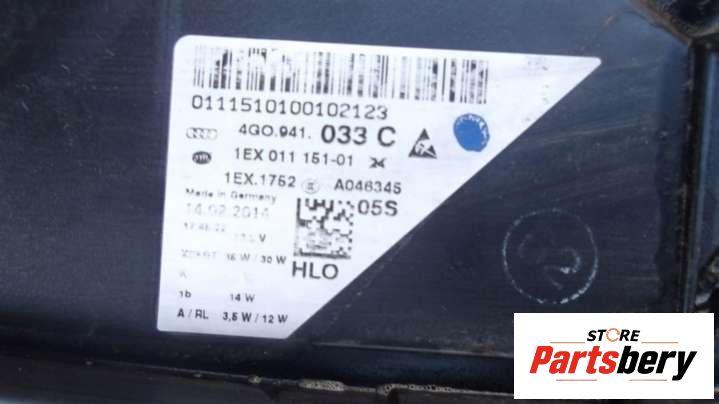 0111510100102123
4G0.941. 033 C
1EX 011 151-01
1EX.1752 A046345
Made in Germany
14.02.2014 05S
HLO
16 W / 30 W
1b 14 W
A / RL 3,5 W / 12 W
STORE
Partsbery